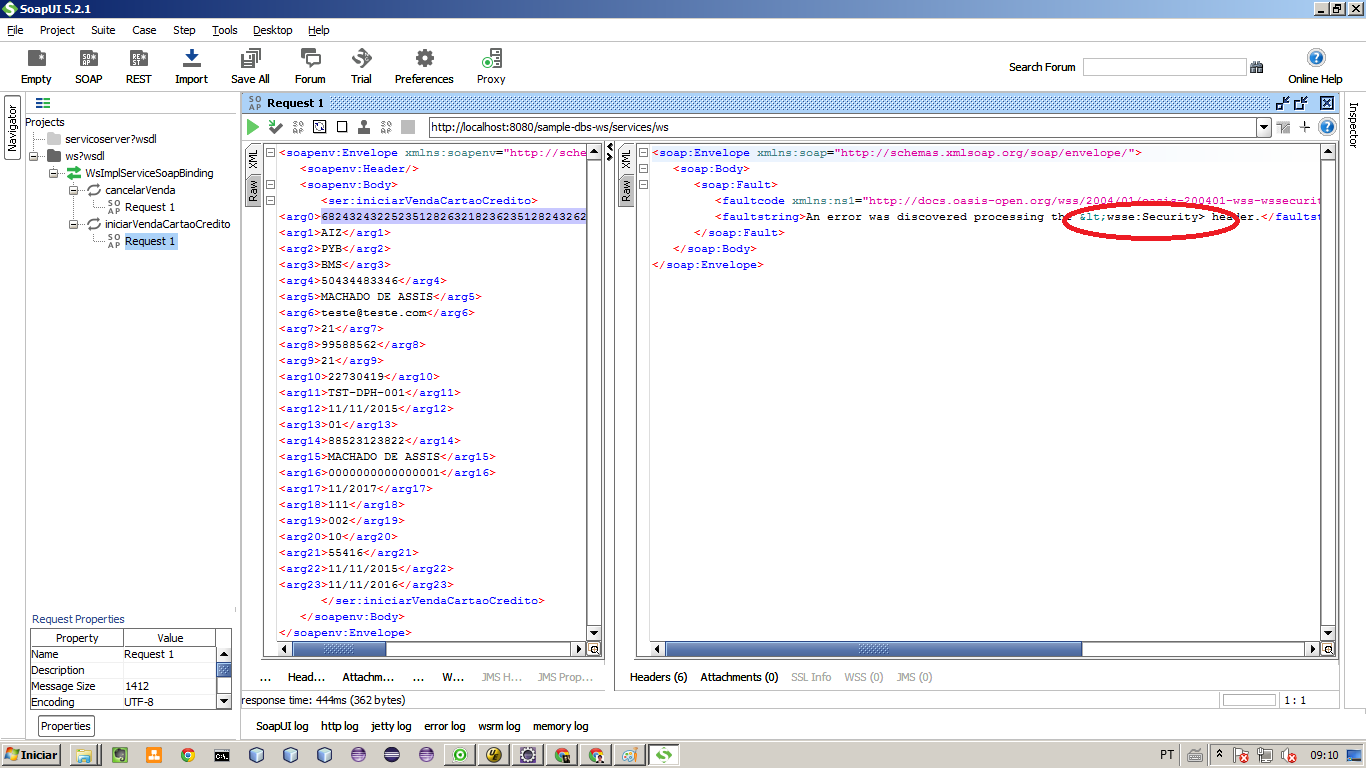 SoapUI 5.2.1
File Project Suite Case Step Tools Desktop Help
Empty SOAP REST Import Save All Forum Trial Preferences Proxy
Search Forum
Online Help
Navigator
Projects
servicoserver?wsdl
ws?wsdl
WsImplServiceSoapBinding
cancelarVenda
Request 1
iniciarVendaCartaoCredito
Request 1
Request Properties
Property Value
Name Request 1
Description
Message Size 1412
Encoding UTF-8
Properties
Request 1
http://localhost:8080/sample-dbs-ws/services/ws
XML
Raw
<soapenv:Envelope xmlns:soapenv="http://sche
<soapenv:Header/>
<soapenv:Body>
<ser:iniciarVendaCartaoCredito>
<arg0>68243243225235128263218236235128243262
<arg1>AIZ</arg1>
<arg2>PYB</arg2>
<arg3>BMS</arg3>
<arg4>50434483346</arg4>
<arg5>MACHADO DE ASSIS</arg5>
<arg6>teste@teste.com</arg6>
<arg7>21</arg7>
<arg8>99588562</arg8>
<arg9>21</arg9>
<arg10>22730419</arg10>
<arg11>TST-DPH-001</arg11>
<arg12>11/11/2015</arg12>
<arg13>01</arg13>
<arg14>88523123822</arg14>
<arg15>MACHADO DE ASSIS</arg15>
<arg16>0000000000000001</arg16>
<arg17>11/2017</arg17>
<arg18>111</arg18>
<arg19>002</arg19>
<arg20>10</arg20>
<arg21>55416</arg21>
<arg22>11/11/2015</arg22>
<arg23>11/11/2016</arg23>
</ser:iniciarVendaCartaoCredito>
</soapenv:Body>
</soapenv:Envelope>
... Head... Attachm... ... W... JMS H... JMS Prop...
response time: 444ms (362 bytes)
XML
Raw
<soap:Envelope xmlns:soap="http://schemas.xmlsoap.org/soap/envelope/">
<soap:Body>
<soap:Fault>
<faultcode xmlns:ns1="http://docs.oasis-open.org/wss/2004/01/oasis-200401-wss-wssecurit
<faultstring>An error was discovered processing the &lt;wsse:Security> header.</faultst
</soap:Fault>
</soap:Body>
</soap:Envelope>
Headers (6) Attachments (0) SSL Info WSS (0) JMS (0)
1 : 1
Inspector
SoapUI log http log jetty log error log wsrm log memory log
Iniciar
PT
09:10